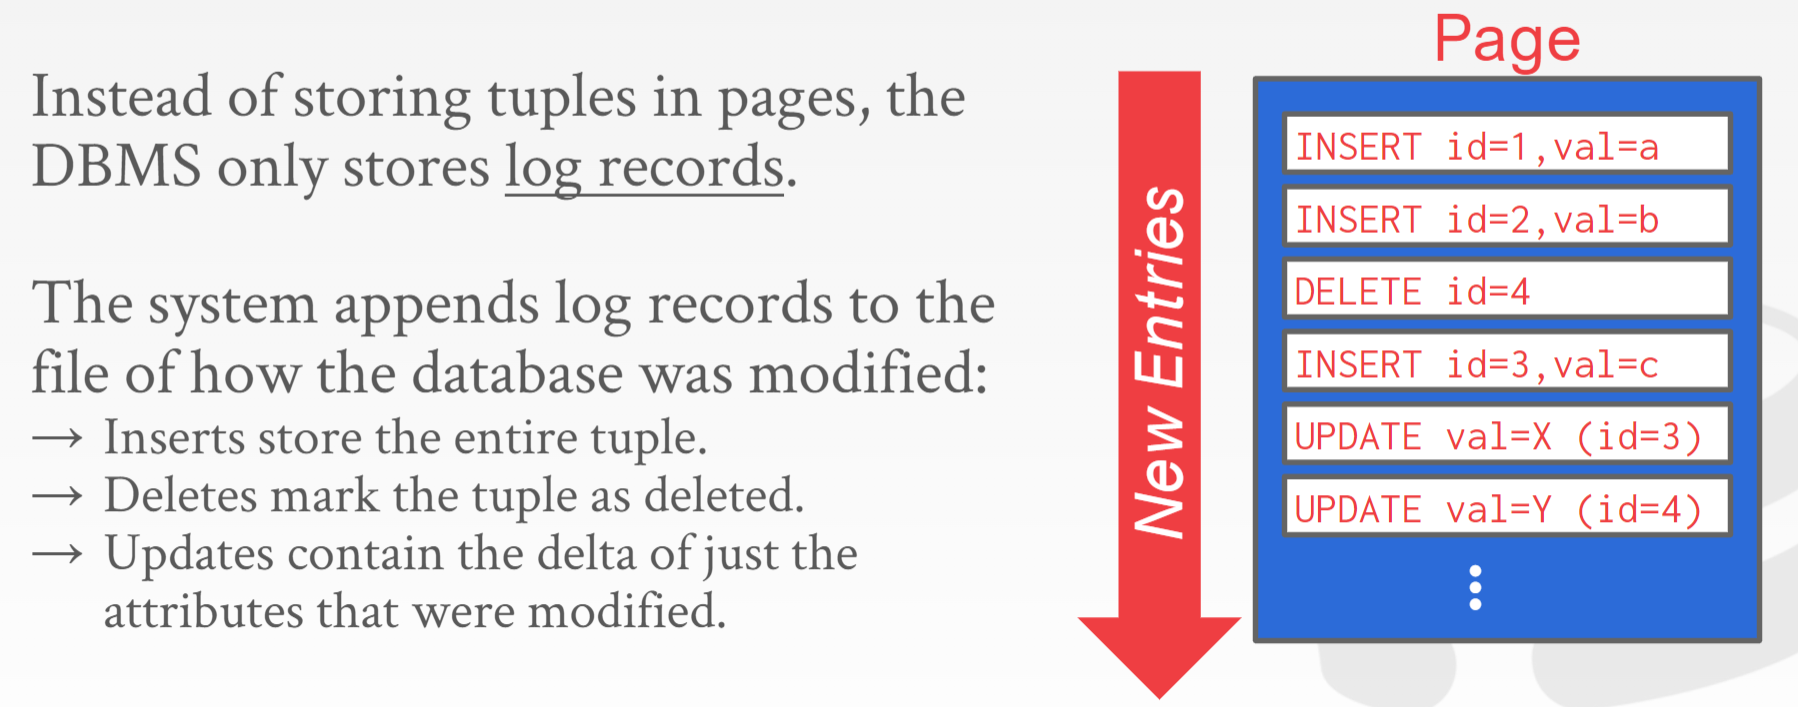 Instead of storing tuples in pages, the
DBMS only stores log records.
The system appends log records to the
file of how the database was modified:
→ Inserts store the entire tuple.
→ Deletes mark the tuple as deleted.
→ Updates contain the delta of just the
attributes that were modified.
New Entries
Page
INSERT id=1,val=a
INSERT id=2,val=b
DELETE id=4
INSERT id=3,val=c
UPDATE val=X (id=3)
UPDATE val=Y (id=4)